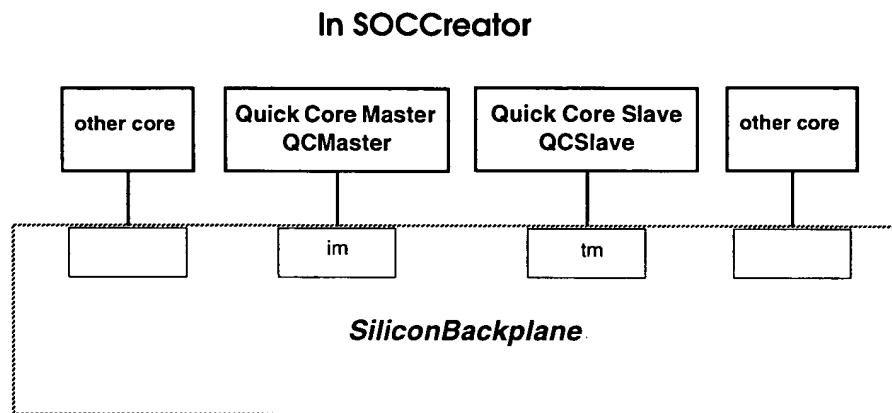 In SOCCreator
other core
Quick Core Master
QCMaster
Quick Core Slave
QCSlave
other core
im
tm
SiliconBackplane